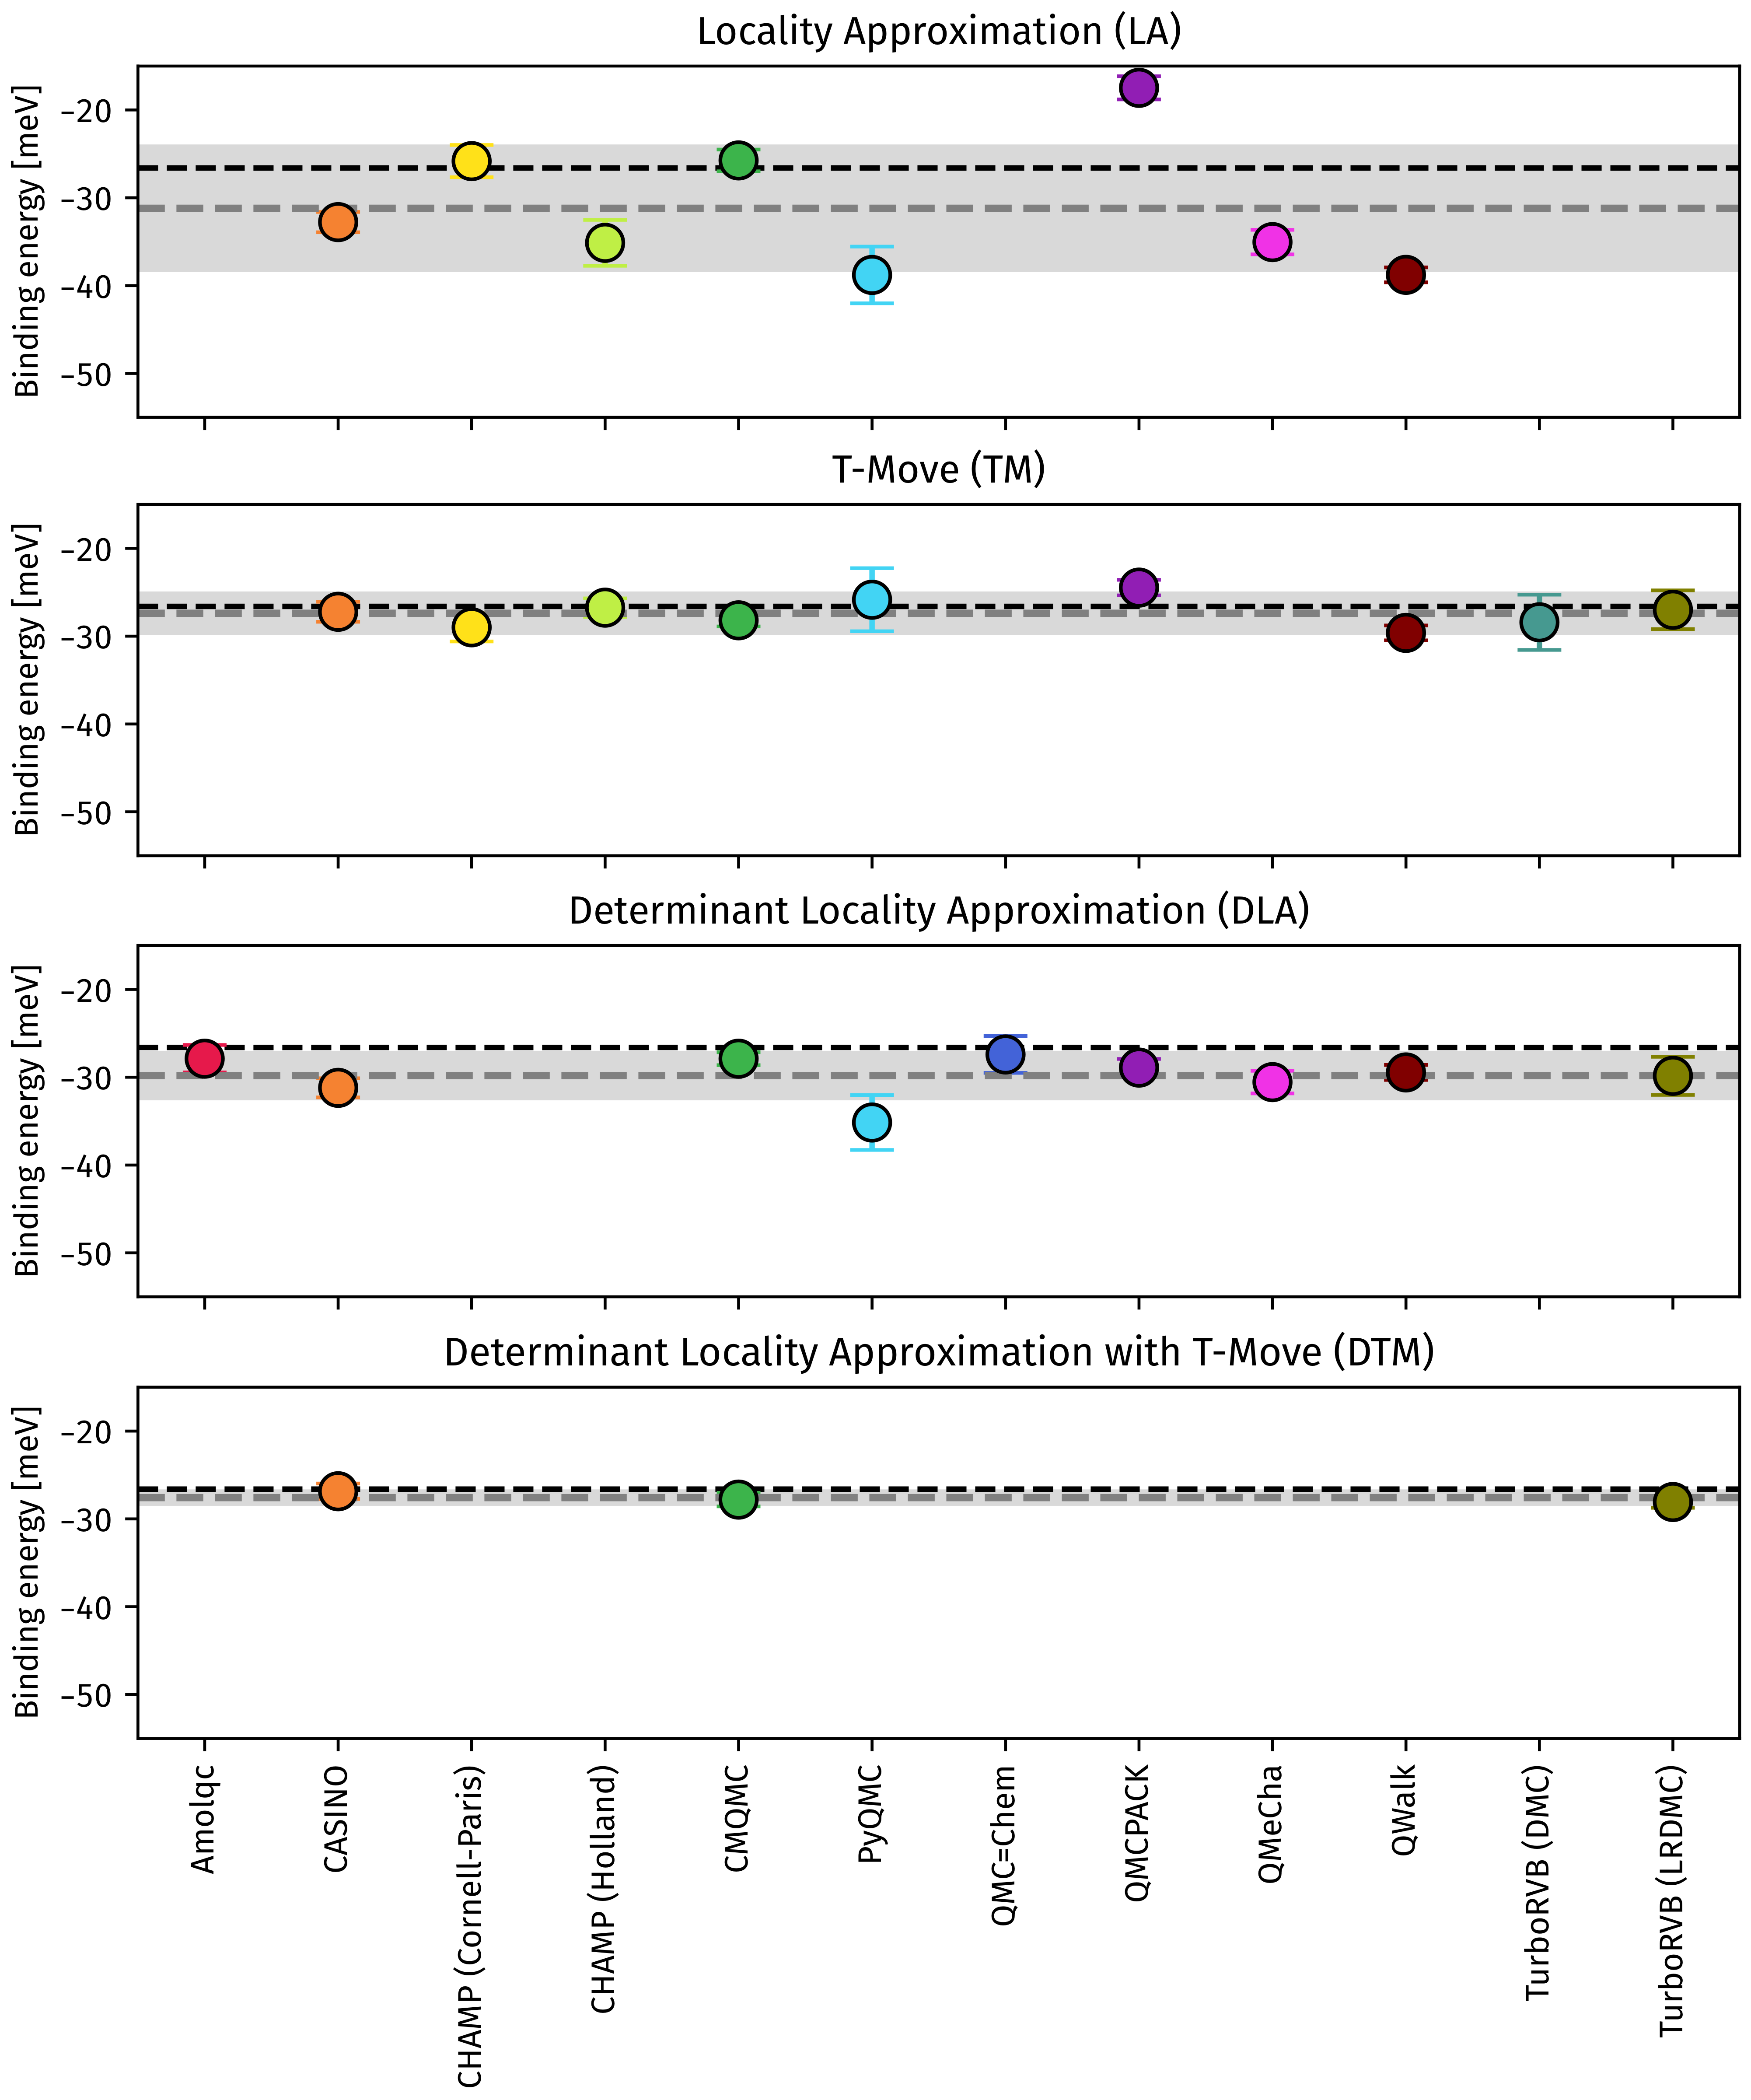 Locality Approximation (LA)
Binding energy [meV]
−20
−30
−40
−50
T-Move (TM)
Binding energy [meV]
−20
−30
−40
−50
Determinant Locality Approximation (DLA)
Binding energy [meV]
−20
−30
−40
−50
Determinant Locality Approximation with T-Move (DTM)
Binding energy [meV]
−20
−30
−40
−50
Amolqc
CASINO
CHAMP (Cornell-Paris)
CHAMP (Holland)
CMQMC
PyQMC
QMC=Chem
QMCPACK
QMeCha
QWalk
TurboRVB (DMC)
TurboRVB (LRDMC)